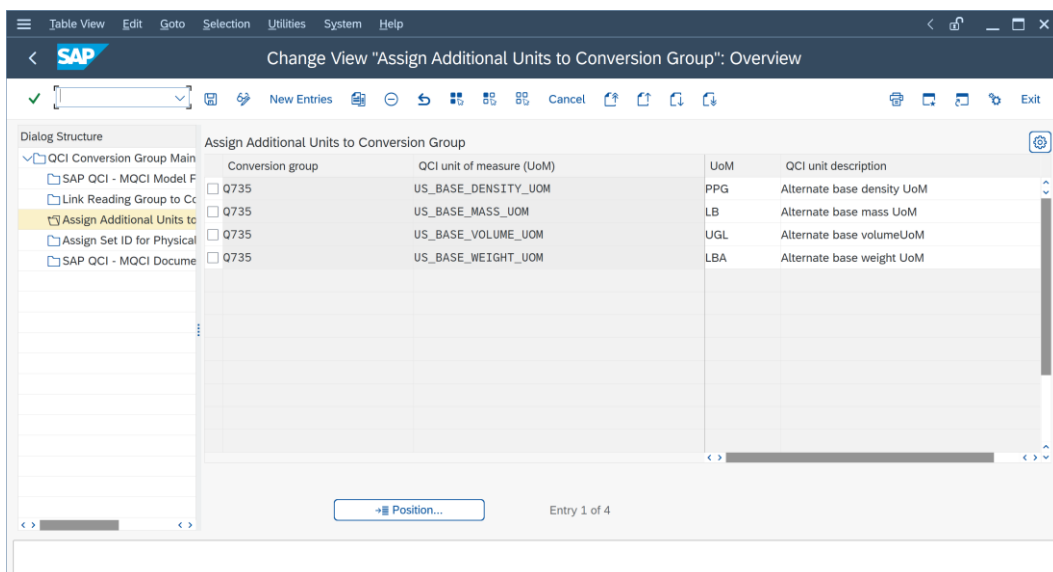 Table View Edit Goto Selection Utilities System Help
SAP Change View "Assign Additional Units to Conversion Group": Overview
New Entries Cancel Exit
Dialog Structure
QCI Conversion Group Main
SAP QCI - MQCI Model F
Link Reading Group to Co
Assign Additional Units to
Assign Set ID for Physical
SAP QCI - MQCI Docume
Assign Additional Units to Conversion Group
Conversion group QCI unit of measure (UoM) UoM QCI unit description
Q735 US_BASE_DENSITY_UOM PPG Alternate base density UoM
Q735 US_BASE_MASS_UOM LB Alternate base mass UoM
Q735 US_BASE_VOLUME_UOM UGL Alternate base volumeUoM
Q735 US_BASE_WEIGHT_UOM LBA Alternate base weight UoM
Position... Entry 1 of 4